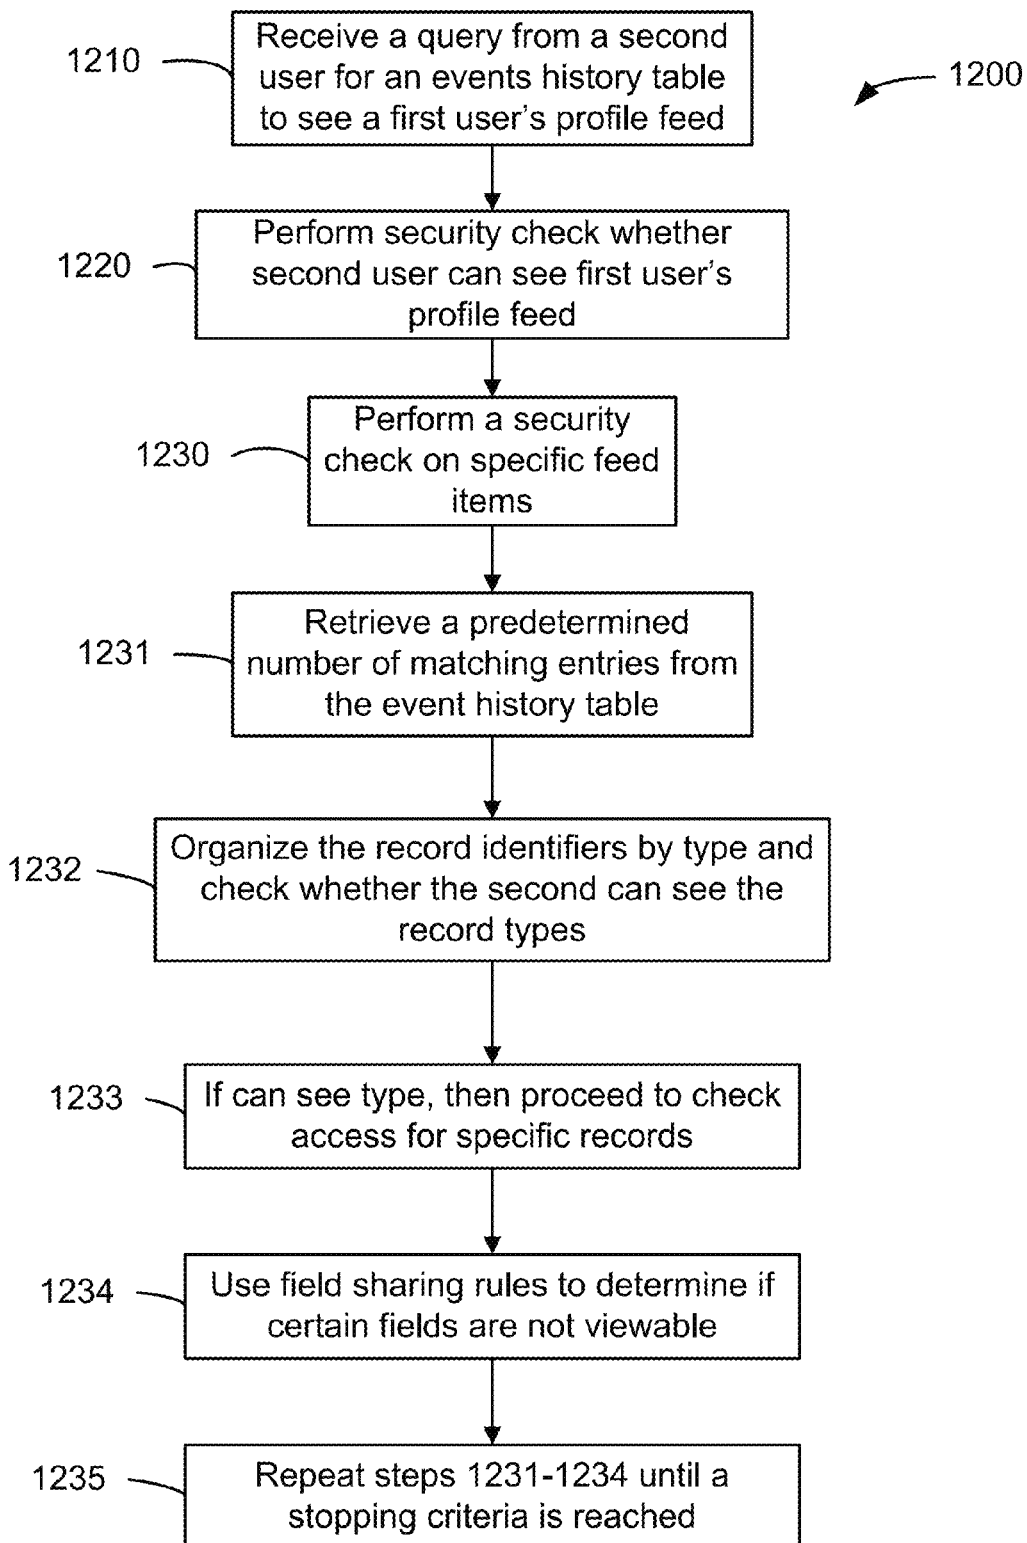 1200
1210
Receive a query from a second
user for an events history table
to see a first user's profile feed
1220
Perform security check whether
second user can see first user's
profile feed
1230
Perform a security
check on specific feed
items
1231
Retrieve a predetermined
number of matching entries from
the event history table
1232
Organize the record identifiers by type and
check whether the second can see the
record types
1233
If can see type, then proceed to check
access for specific records
1234
Use field sharing rules to determine if
certain fields are not viewable
1235
Repeat steps 1231-1234 until a
stopping criteria is reached